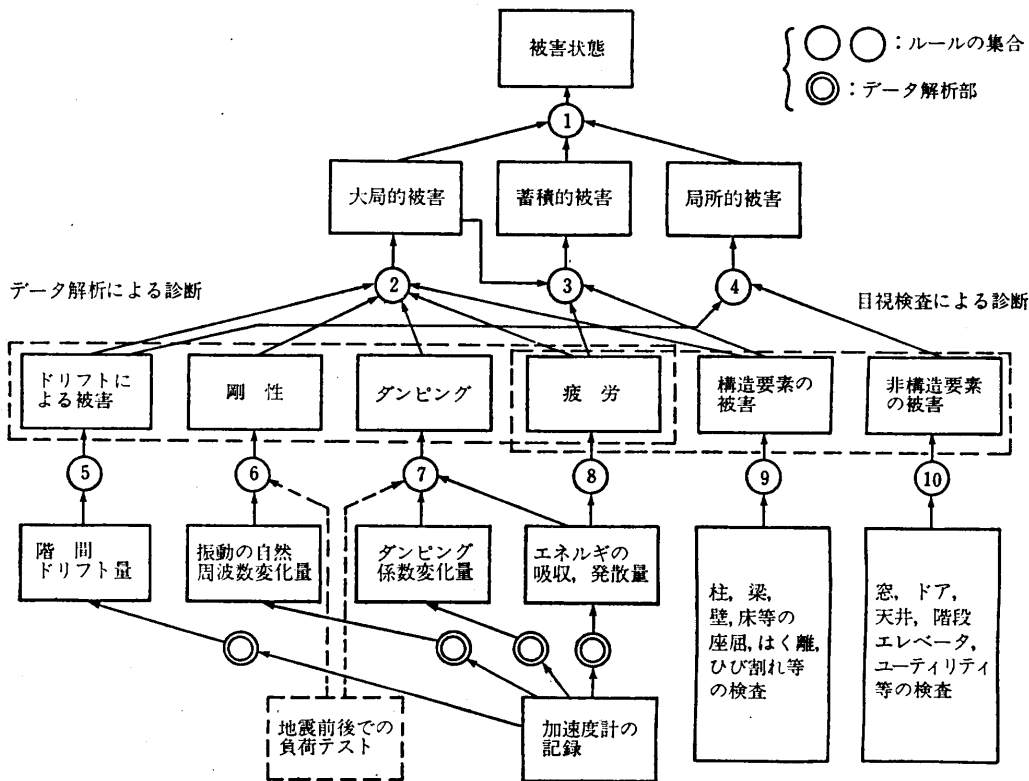 被害状態
：ルールの集合
：データ解析部
1
大局的被害
蓄積的被害
局所的被害
2
3
4
データ解析による診断
目視検査による診断
ドリフトに
よる被害
剛 性
ダンピング
疲 労
構造要素の
被害
非構造要素
の被害
5
6
7
8
9
10
階 間
ドリフト量
振動の自然
周波数変化量
ダンピング
係数変化量
エネルギの
吸収, 発散量
柱, 梁,
壁, 床等の
座屈, はく離,
ひび割れ等
の検査
窓, ドア,
天井, 階段
エレベータ,
ユーティリティ
等の検査
地震前後での
負荷テスト
加速度計の
記録